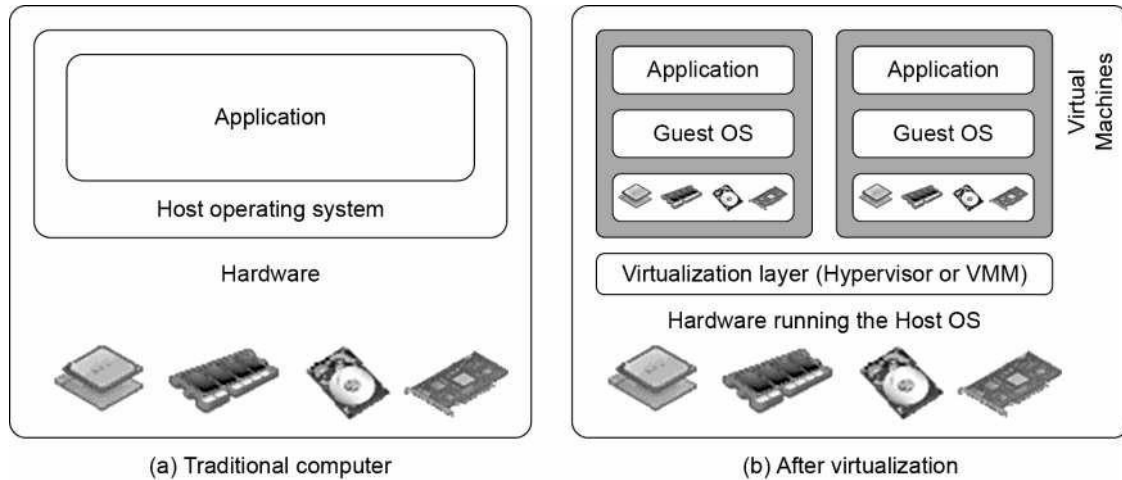 Application
Host operating system
Hardware
(a) Traditional computer
Application
Guest OS
Application
Guest OS
Virtual
Machines
Virtualization layer (Hypervisor or VMM)
Hardware running the Host OS
(b) After virtualization